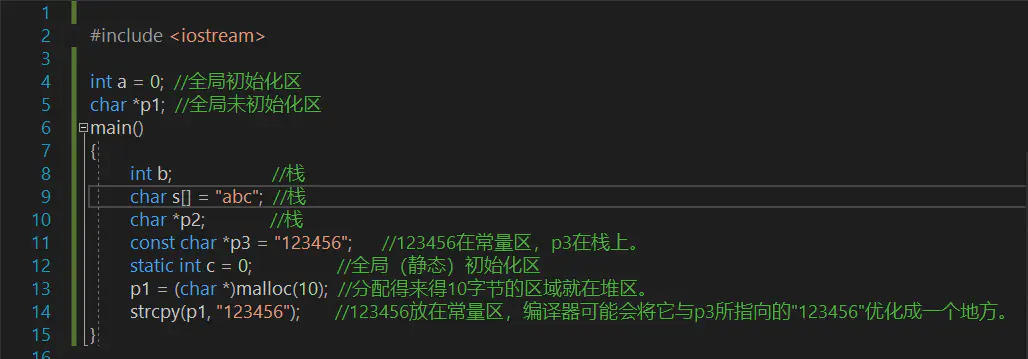 1
2 #include <iostream>
3
4 int a = 0; //全局初始化区
5 char *p1; //全局未初始化区
6 main()
7 {
8 int b; //栈
9 char s[] = "abc"; //栈
10 char *p2; //栈
11 const char *p3 = "123456"; //123456在常量区，p3在栈上。
12 static int c = 0; //全局（静态）初始化区
13 p1 = (char *)malloc(10); //分配得来得10字节的区域就在堆区。
14 strcpy(p1, "123456"); //123456放在常量区，编译器可能会将它与p3所指向的"123456"优化成一个地方。
15 }
16